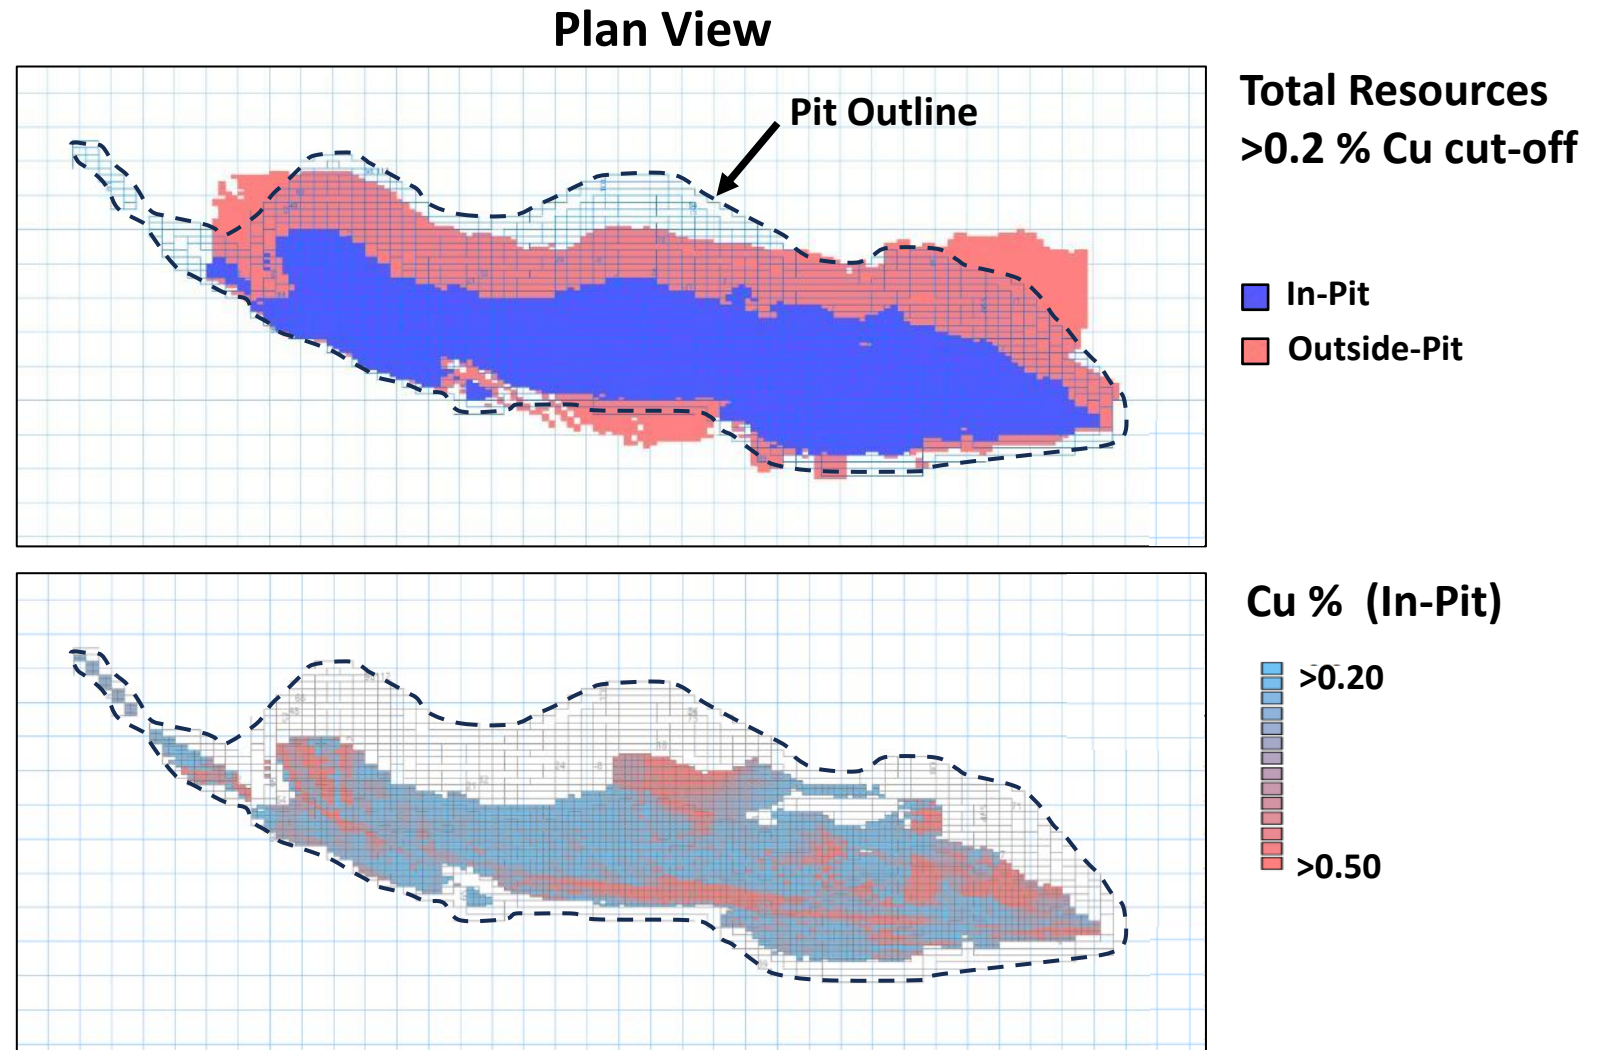 Plan View
Pit Outline
Total Resources
>0.2 % Cu cut-off
In-Pit
Outside-Pit
Cu % (In-Pit)
>0.20
>0.50